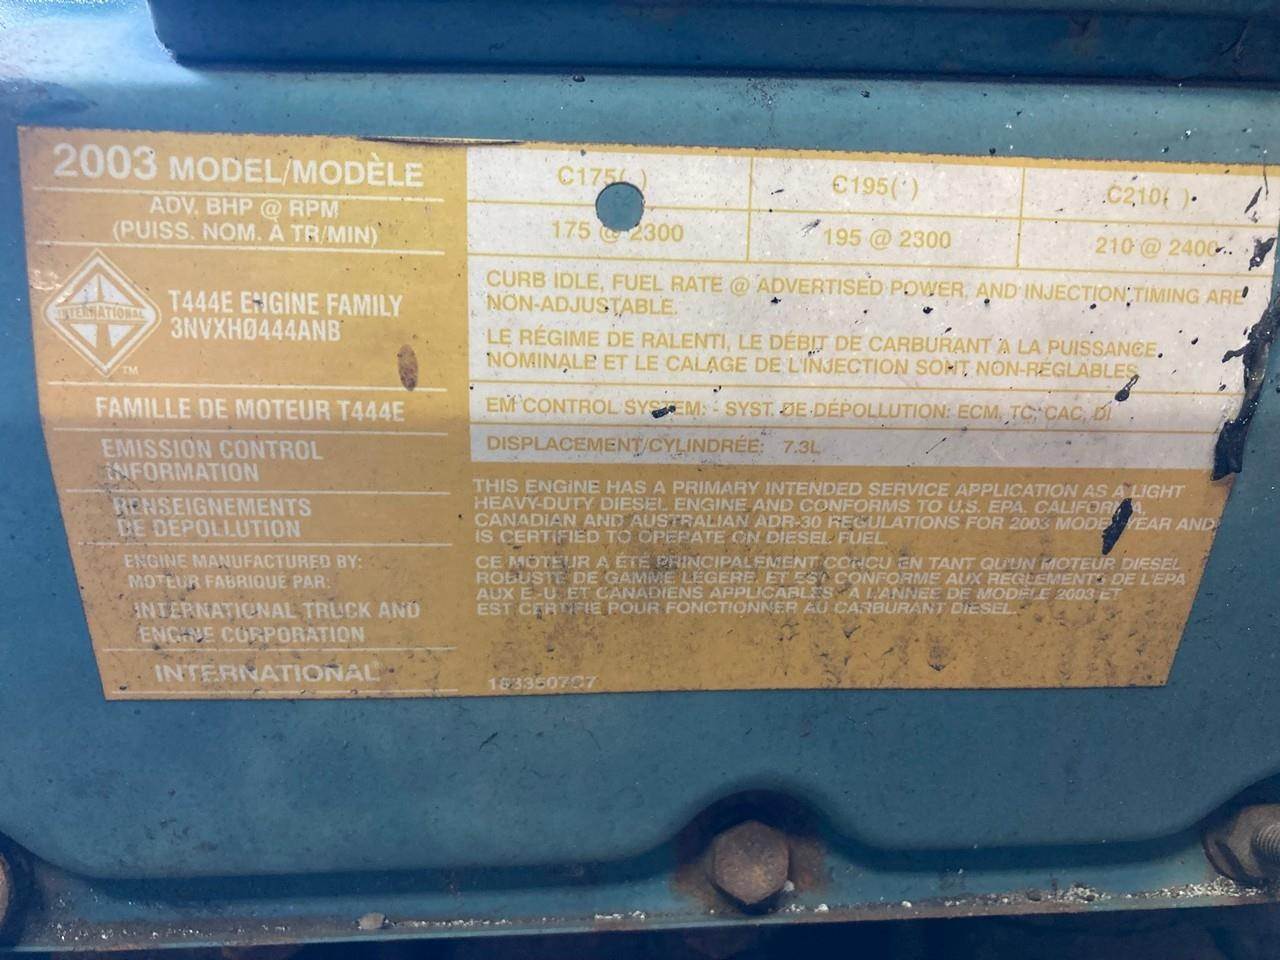 2003 MODEL/MODÈLE
ADV. BHP @ RPM
(PUISS. NOM. À TR/MIN)
INTERNATIONAL
TM
T444E ENGINE FAMILY
3NVXHØ444ANB
FAMILLE DE MOTEUR T444E
EMISSION CONTROL
INFORMATION
RENSEIGNEMENTS
DE DÉPOLLUTION
ENGINE MANUFACTURED BY:
MOTEUR FABRIQUÉ PAR:
INTERNATIONAL TRUCK AND
ENGINE CORPORATION
INTERNATIONAL®
C175( ) C195( ) C210( )
175 @ 2300 195 @ 2300 210 @ 2400
CURB IDLE, FUEL RATE @ ADVERTISED POWER, AND INJECTION TIMING ARE
NON-ADJUSTABLE.
LE RÉGIME DE RALENTI, LE DÉBIT DE CARBURANT À LA PUISSANCE
NOMINALE ET LE CALAGE DE L'INJECTION SONT NON-RÉGLABLES
EM CONTROL SYSTEM: - SYST. DE DÉPOLLUTION: ECM, TC, CAC, DI
DISPLACEMENT/CYLINDRÉE: 7.3L
THIS ENGINE HAS A PRIMARY INTENDED SERVICE APPLICATION AS A LIGHT
HEAVY-DUTY DIESEL ENGINE AND CONFORMS TO U.S. EPA, CALIFORNIA,
CANADIAN AND AUSTRALIAN ADR-30 REGULATIONS FOR 2003 MODEL YEAR AND
IS CERTIFIED TO OPERATE ON DIESEL FUEL.
CE MOTEUR A ÉTÉ PRINCIPALEMENT CONÇU EN TANT QU'UN MOTEUR DIESEL
ROBUSTE DE GAMME LÉGÈRE, ET EST CONFORME AUX RÈGLEMENTS DE L'EPA
AUX É.-U. ET CANADIENS APPLICABLES À L'ANNÉE DE MODÈLE 2003 ET
EST CERTIFIÉ POUR FONCTIONNER AU CARBURANT DIESEL.
1833507C7